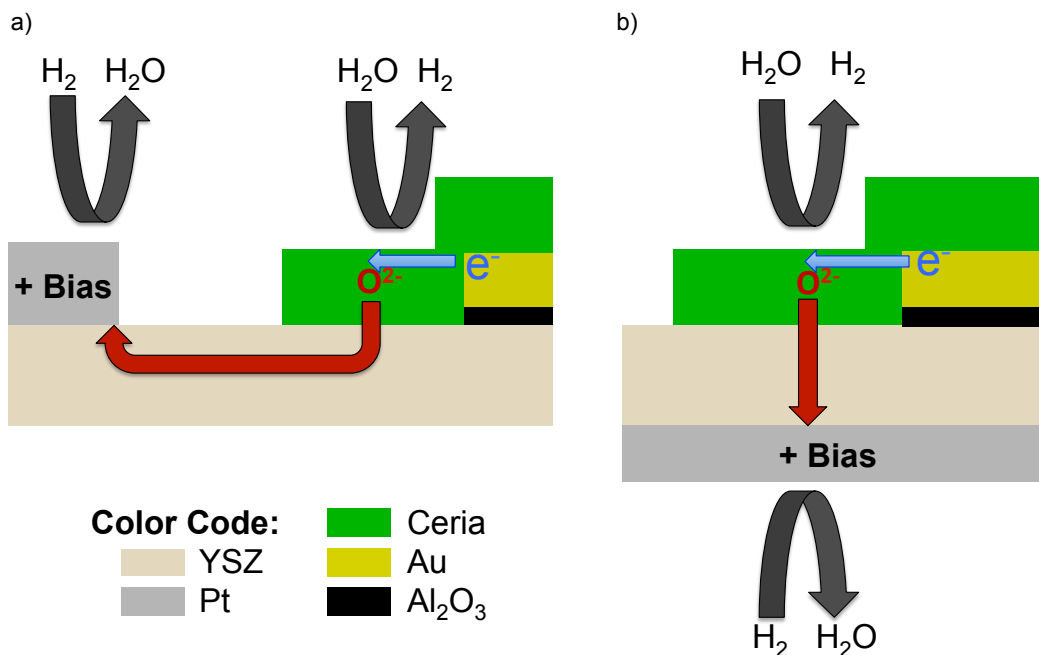 a)
H₂ H₂O
H₂O H₂
+ Bias
e⁻
O²⁻
b)
H₂O H₂
e⁻
O²⁻
+ Bias
H₂ H₂O
Color Code:
YSZ
Pt
Ceria
Au
Al₂O₃